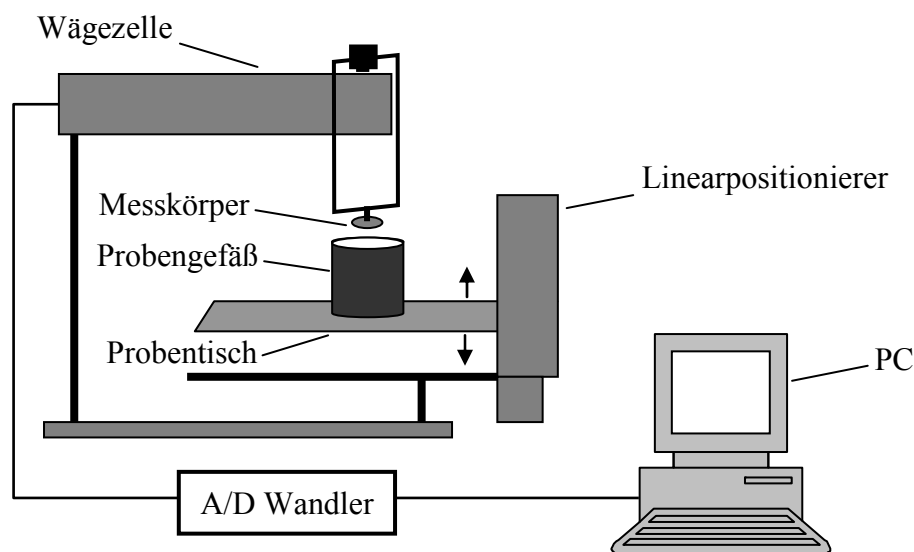 Wägezelle
Linearpositionierer
Messkörper
Probengefäß
Probentisch
PC
A/D Wandler